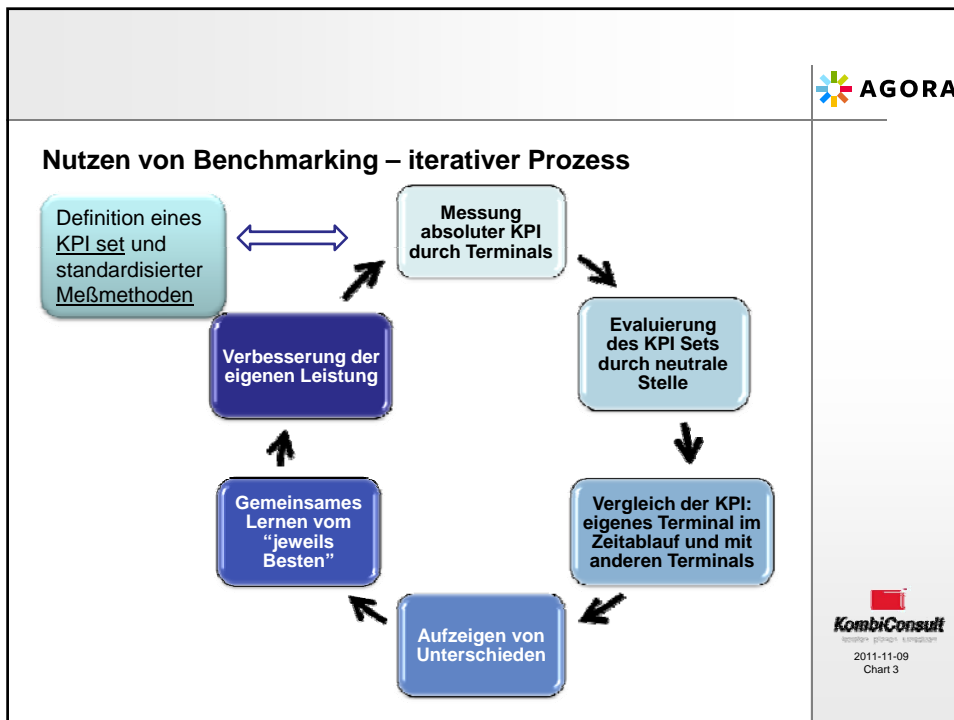 AGORA
Nutzen von Benchmarking – iterativer Prozess
Definition eines
KPI set und
standardisierter
Meßmethoden
Messung
absoluter KPI
durch Terminals
Evaluierung
des KPI Sets
durch neutrale
Stelle
Vergleich der KPI:
eigenes Terminal im
Zeitablauf und mit
anderen Terminals
Aufzeigen von
Unterschieden
Gemeinsames
Lernen vom
“jeweils
Besten”
Verbesserung der
eigenen Leistung
KombiConsult
2011-11-09
Chart 3